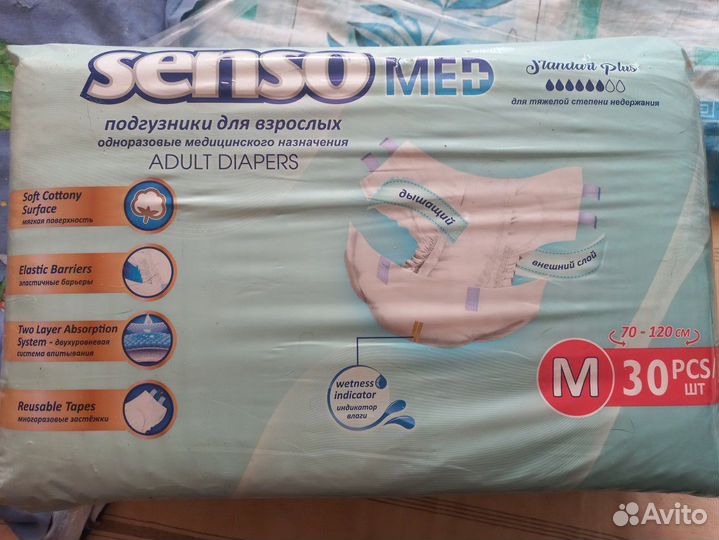 senso MED
Standart Plus
для тяжелой степени недержания
подгузники для взрослых
одноразовые медицинского назначения
ADULT DIAPERS
Soft Cottony
Surface
мягкая поверхность
дышащий
внешний слой
Elastic Barriers
эластичные барьеры
Two Layer Absorption
System - двухуровневая
система впитывания
70 - 120 см
M 30 PCS
ШТ
wetness
indicator
индикатор
влаги
Reusable Tapes
многоразовые застёжки
Avito